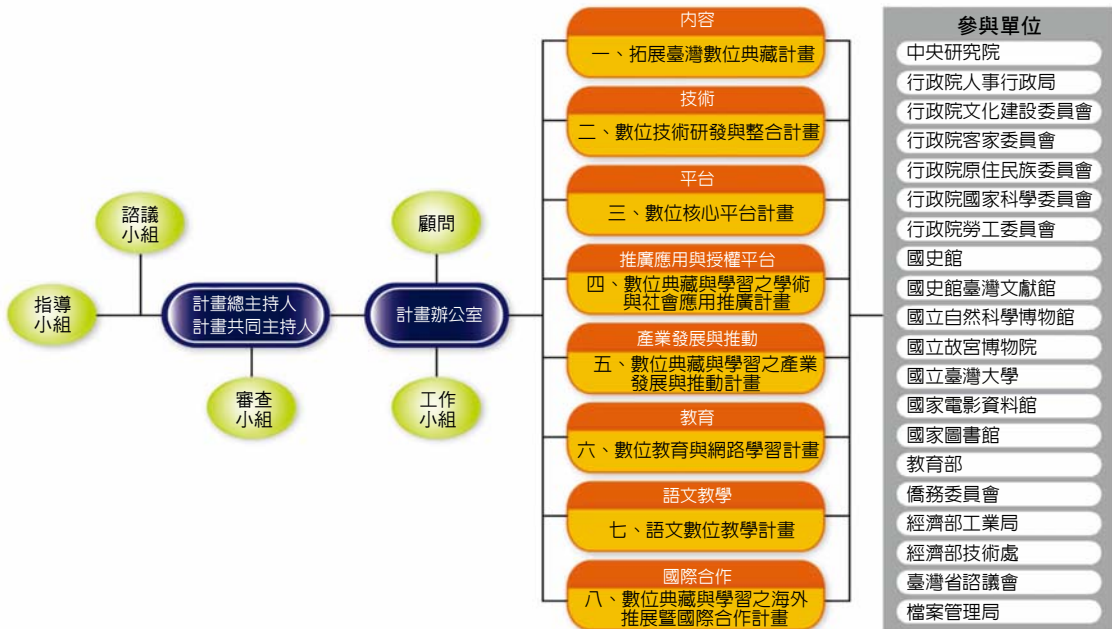 諮議
小組
指導
小組
計畫總主持人
計畫共同主持人
審查
小組
顧問
計畫辦公室
工作
小組
內容
一、拓展臺灣數位典藏計畫
技術
二、數位技術研發與整合計畫
平台
三、數位核心平台計畫
推廣應用與授權平台
四、數位典藏與學習之學術
與社會應用推廣計畫
產業發展與推動
五、數位典藏與學習之產業
發展與推動計畫
教育
六、數位教育與網路學習計畫
語文教學
七、語文數位教學計畫
國際合作
八、數位典藏與學習之海外
推展暨國際合作計畫
參與單位
中央研究院
行政院人事行政局
行政院文化建設委員會
行政院客家委員會
行政院原住民族委員會
行政院國家科學委員會
行政院勞工委員會
國史館
國史館臺灣文獻館
國立自然科學博物館
國立故宮博物院
國立臺灣大學
國家電影資料館
國家圖書館
教育部
僑務委員會
經濟部工業局
經濟部技術處
臺灣省諮議會
檔案管理局